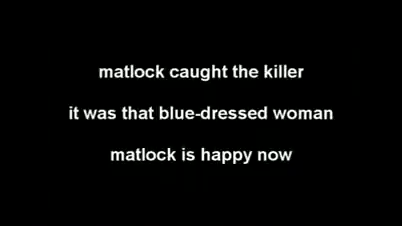 matlock caught the killer
it was that blue-dressed woman
matlock is happy now